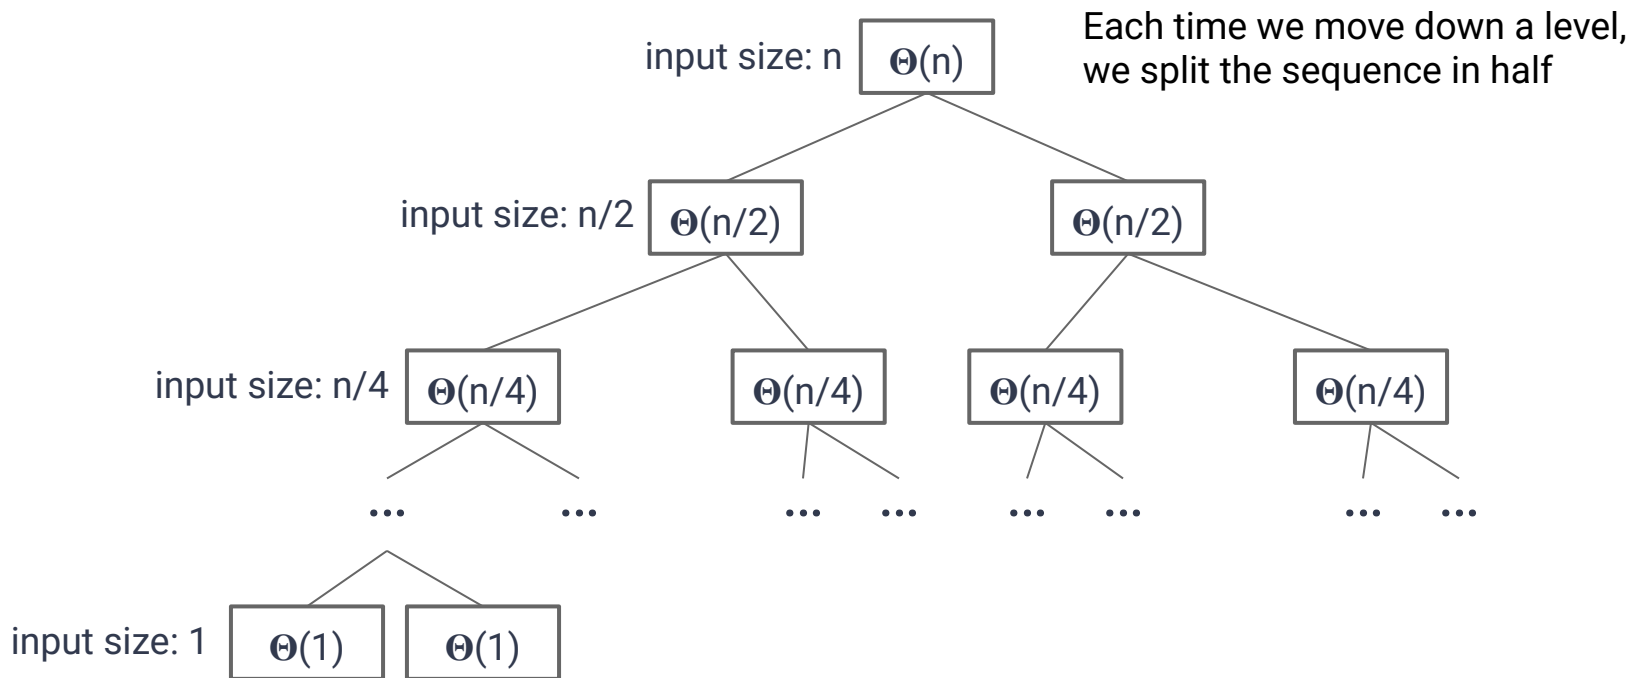 Each time we move down a level,
we split the sequence in half
input size: n Θ(n)
input size: n/2 Θ(n/2) Θ(n/2)
input size: n/4 Θ(n/4) Θ(n/4) Θ(n/4) Θ(n/4)
... ... ... ... ... ... ... ...
input size: 1 Θ(1) Θ(1)